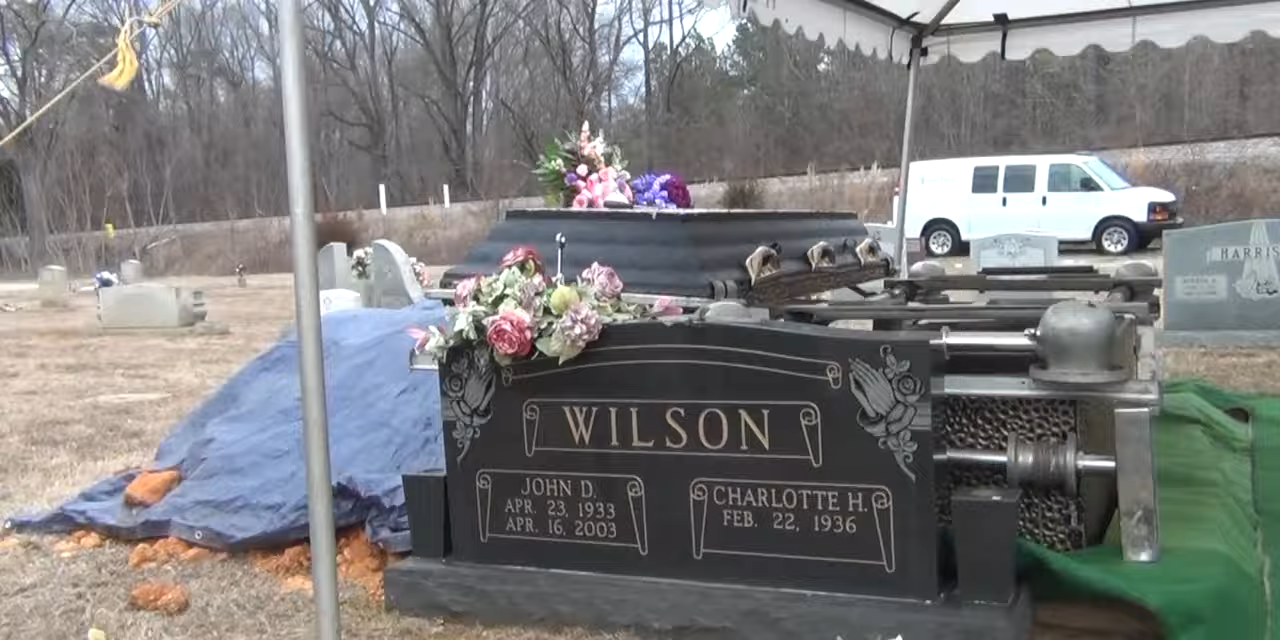 WILSON
JOHN D.
APR. 23, 1933
APR. 16, 2003
CHARLOTTE H.
FEB. 22, 1936
HARRIS